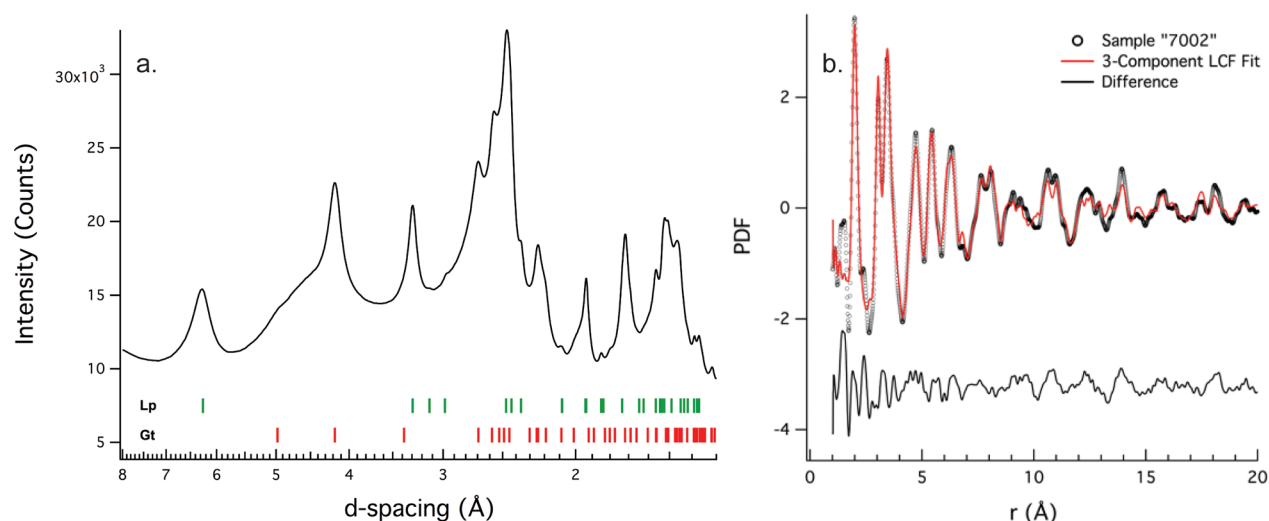 a.
30x10³
25
20
15
10
5
Intensity (Counts)
Lp
Gt
8 7 6 5 4 3 2
d-spacing (Å)
b.
Sample "7002"
3-Component LCF Fit
Difference
2
0
-2
-4
PDF
0 5 10 15 20
r (Å)